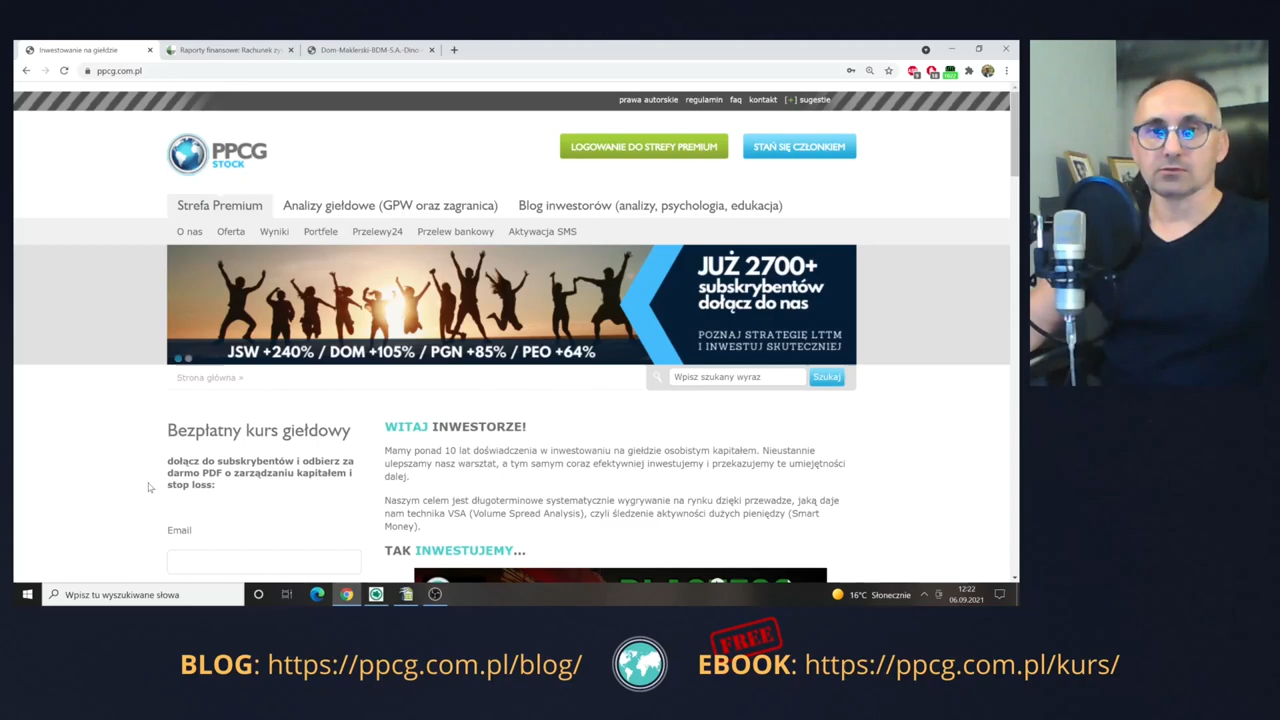 Inwestowanie na giełdzie
Raporty finansowe: Rachunek zy
Dom-Maklerski-BDM-S.A.-Dino-
ppcg.com.pl
prawa autorskie regulamin faq kontakt [+] sugestie
PPCG
STOCK
LOGOWANIE DO STREFY PREMIUM
STAŃ SIĘ CZŁONKIEM
Strefa Premium
Analizy giełdowe (GPW oraz zagranica)
Blog inwestorów (analizy, psychologia, edukacja)
O nas Oferta Wyniki Portfele Przelewy24 Przelew bankowy Aktywacja SMS
JUŻ 2700+
subskrybentów
dołącz do nas
POZNAJ STRATEGIĘ LTTM
I INWESTUJ SKUTECZNIEJ
JSW +240% / DOM +105% / PGN +85% / PEO +64%
Strona główna »
Wpisz szukany wyraz
Szukaj
Bezpłatny kurs giełdowy
dołącz do subskrybentów i odbierz za
darmo PDF o zarządzaniu kapitałem i
stop loss:
Email
WITAJ INWESTORZE!
Mamy ponad 10 lat doświadczenia w inwestowaniu na giełdzie osobistym kapitałem. Nieustannie
ulepszamy nasz warsztat, a tym samym coraz efektywniej inwestujemy i przekazujemy te umiejętności
dalej.
Naszym celem jest długoterminowe systematycznie wygrywanie na rynku dzięki przewadze, jaką daje
nam technika VSA (Volume Spread Analysis), czyli śledzenie aktywności dużych pieniędzy (Smart
Money).
TAK INWESTUJEMY...
Wpisz tu wyszukiwane słowa
16°C Słonecznie
12:22
06.09.2021
FREE
BLOG: https://ppcg.com.pl/blog/
EBOOK: https://ppcg.com.pl/kurs/